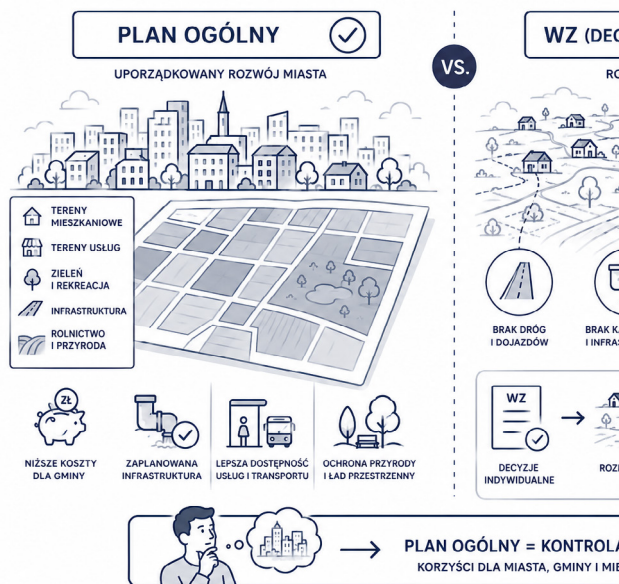 PLAN OGÓLNY
UPORZĄDKOWANY ROZWÓJ MIASTA
TERENY
MIESZKANIOWE
TERENY USŁUG
ZIELEŃ
I REKREACJA
INFRASTRUKTURA
ROLNICTWO
I PRZYRODA
ZŁ
NIŻSZE KOSZTY
DLA GMINY
ZAPLANOWANA
INFRASTRUKTURA
LEPSZA DOSTĘPNOŚĆ
USŁUG I TRANSPORTU
OCHRONA PRZYRODY
I ŁAD PRZESTRZENNY
VS.
WZ (DEC
RO
BRAK DRÓG
I DOJAZDÓW
BRAK KA
I INFRAS
WZ
DECYZJE
INDYWIDUALNE
ROZP
PLAN OGÓLNY = KONTROLA
KORZYŚCI DLA MIASTA, GMINY I MIE